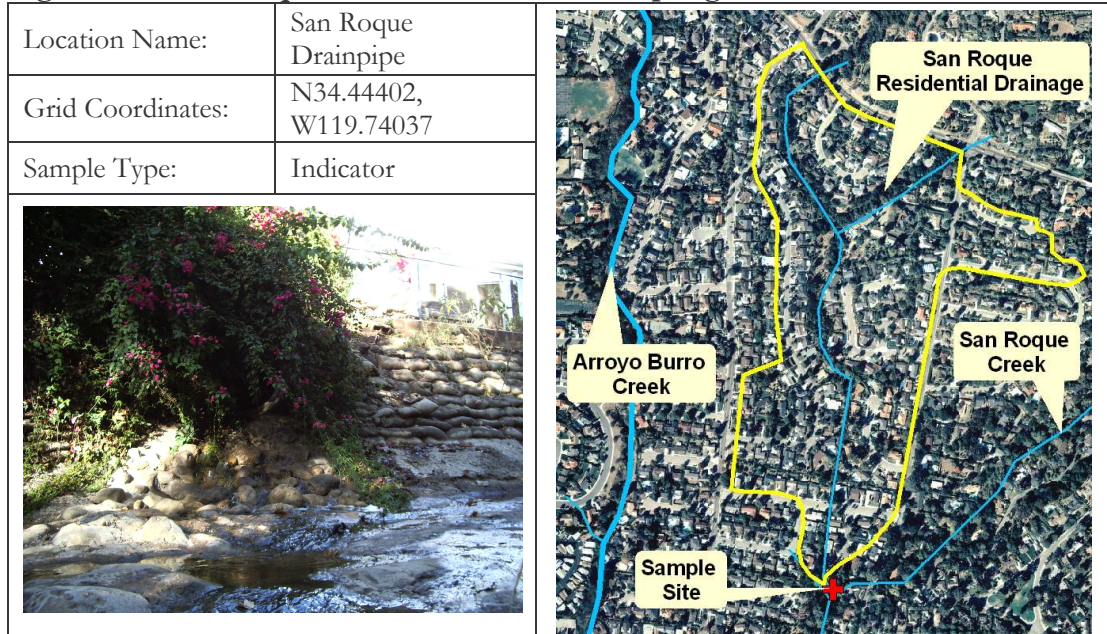 Location Name:
San Roque
Drainpipe
Grid Coordinates:
N34.44402,
W119.74037
Sample Type:
Indicator
San Roque
Residential Drainage
Arroyo Burro
Creek
San Roque
Creek
Sample
Site